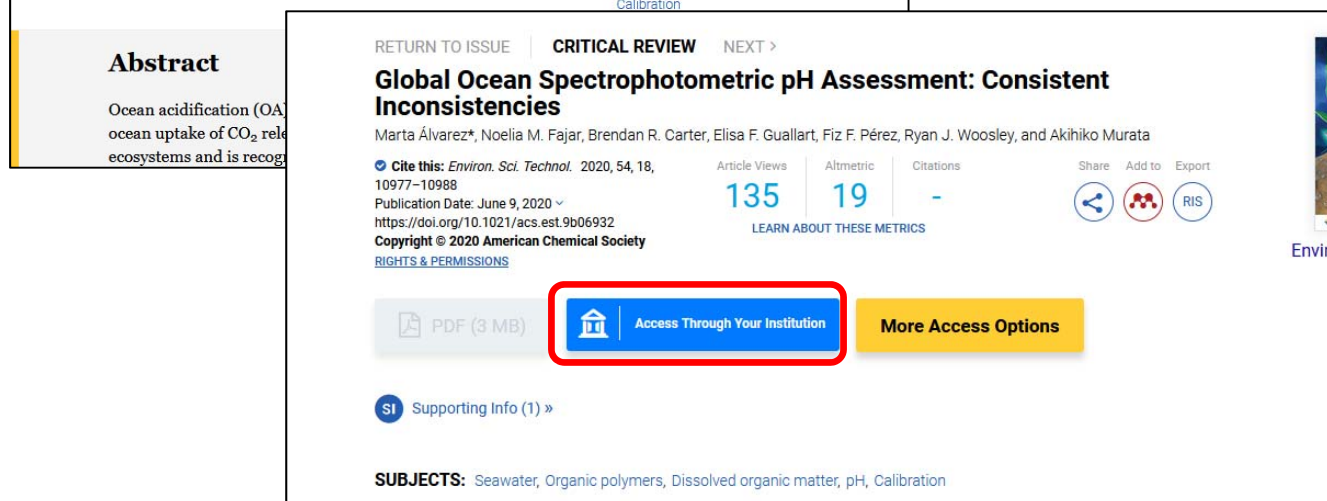 Calibration
Abstract
Ocean acidification (OA)
ocean uptake of CO₂ rele
ecosystems and is recog
RETURN TO ISSUE CRITICAL REVIEW NEXT >
Global Ocean Spectrophotometric pH Assessment: Consistent
Inconsistencies
Marta Álvarez*, Noelia M. Fajar, Brendan R. Carter, Elisa F. Guallart, Fiz F. Pérez, Ryan J. Woosley, and Akihiko Murata
Cite this: Environ. Sci. Technol. 2020, 54, 18,
10977–10988
Publication Date: June 9, 2020
https://doi.org/10.1021/acs.est.9b06932
Copyright © 2020 American Chemical Society
RIGHTS & PERMISSIONS
Article Views Altmetric Citations
135 19 -
LEARN ABOUT THESE METRICS
Share Add to Export
RIS
Envir
PDF (3 MB) Access Through Your Institution More Access Options
SI Supporting Info (1) »
SUBJECTS: Seawater, Organic polymers, Dissolved organic matter, pH, Calibration